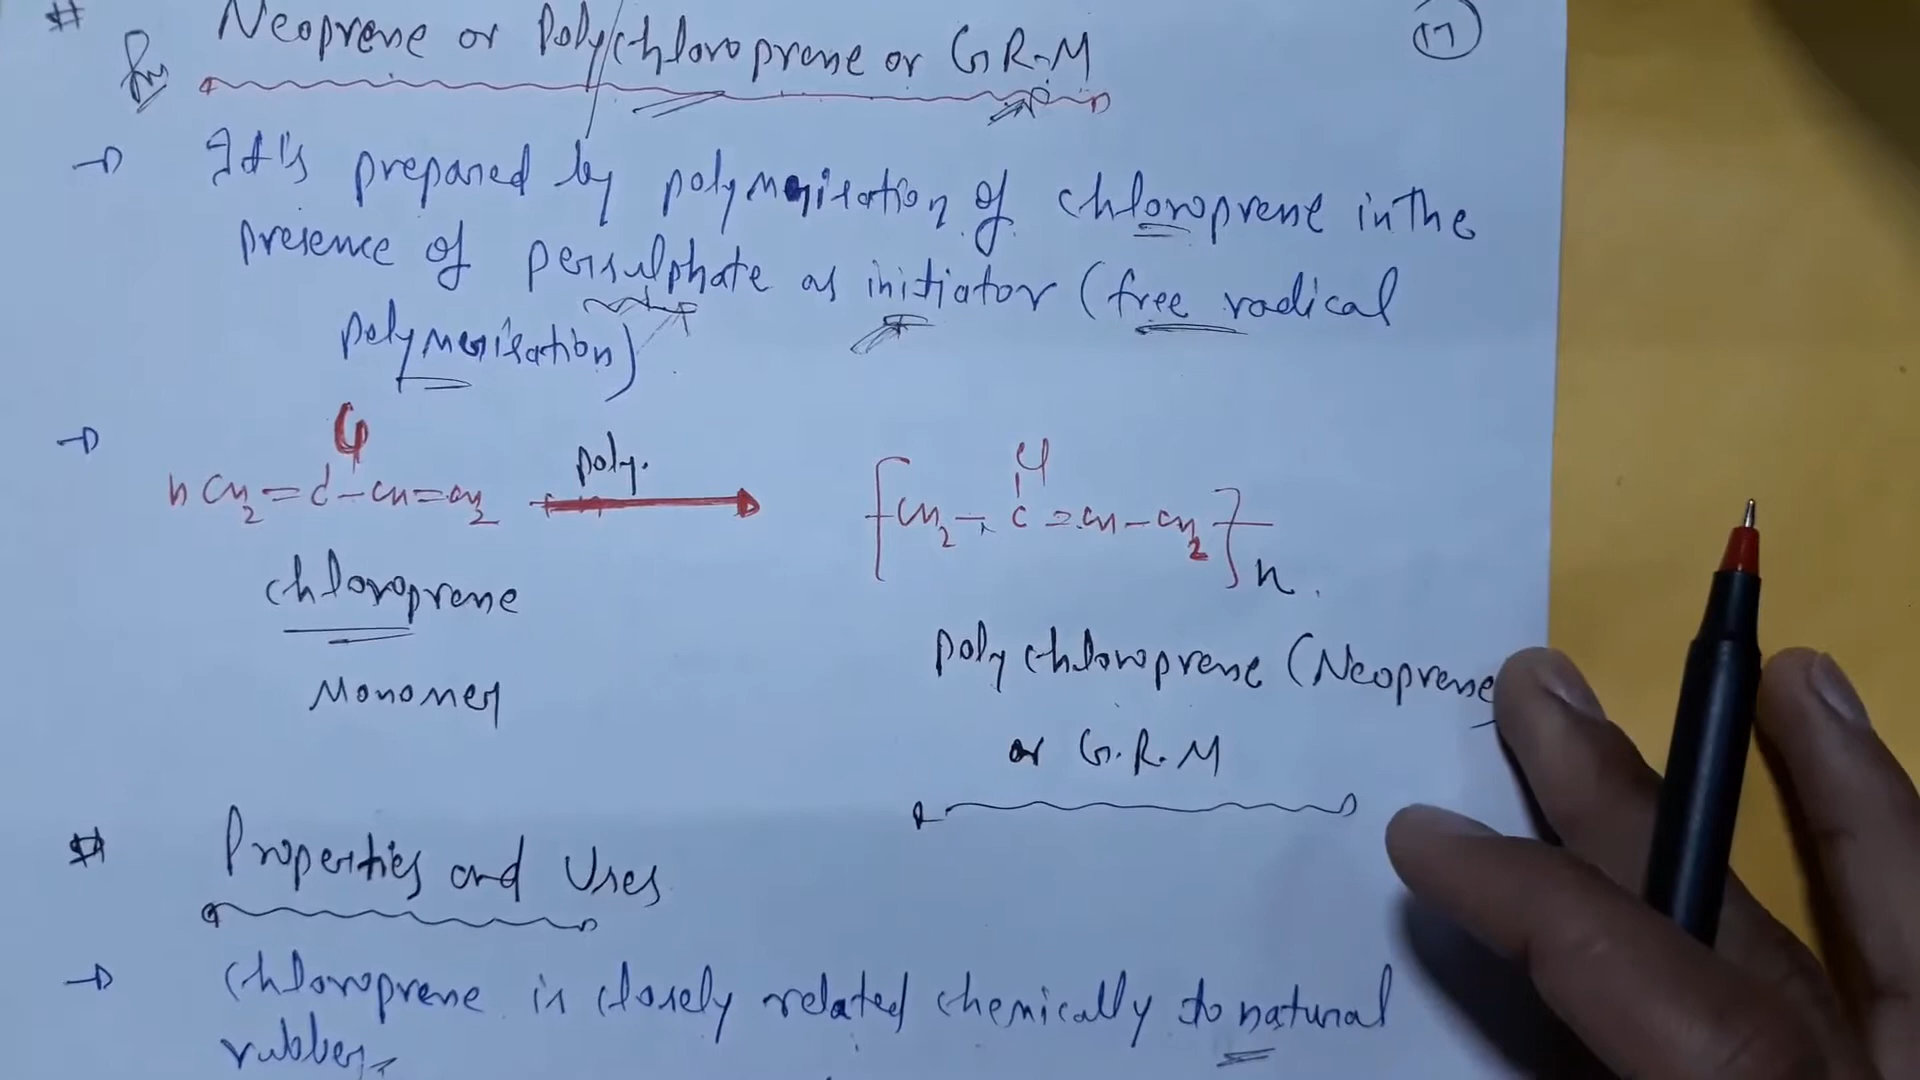 # Neoprene or Polychloroprene or G R-M
17
→ It's prepared by polymerisation of chloroprene in the
presence of persulphate as initiator (free radical
polymerisation)
Cl
→ n CH2=C-CH=CH2 poly. [CH2-C=CH-CH2]n.
Cl
chloroprene
Monomer
polychloroprene (Neoprene)
or G.R.M
# Properties and Uses
→ Chloroprene is closely related chemically to natural
rubber.